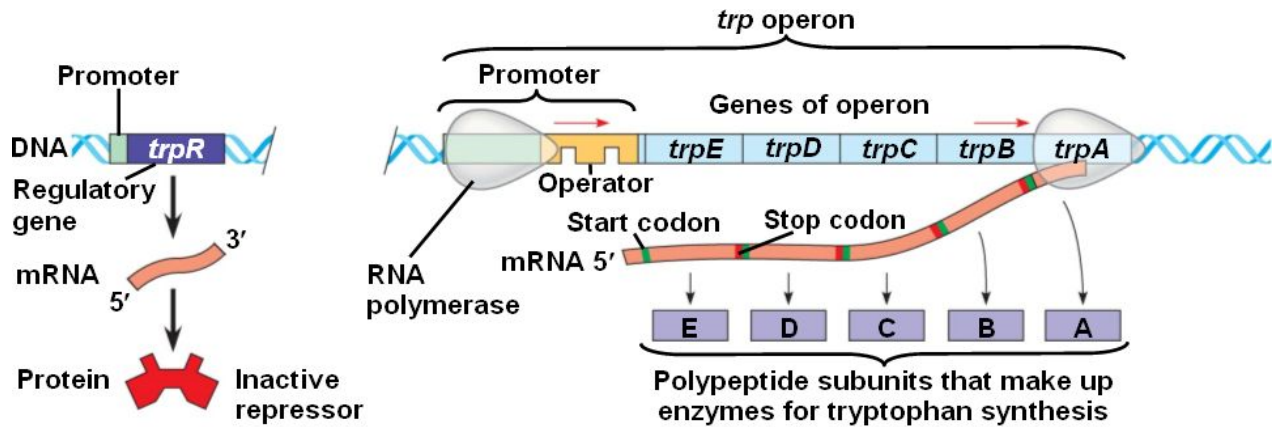 trp operon
Promoter
DNA
trpR
Regulatory
gene
mRNA
5′
3′
Protein
Inactive
repressor
Promoter
Genes of operon
trpE
trpD
trpC
trpB
trpA
Operator
RNA
polymerase
Start codon
Stop codon
mRNA 5′
E
D
C
B
A
Polypeptide subunits that make up
enzymes for tryptophan synthesis